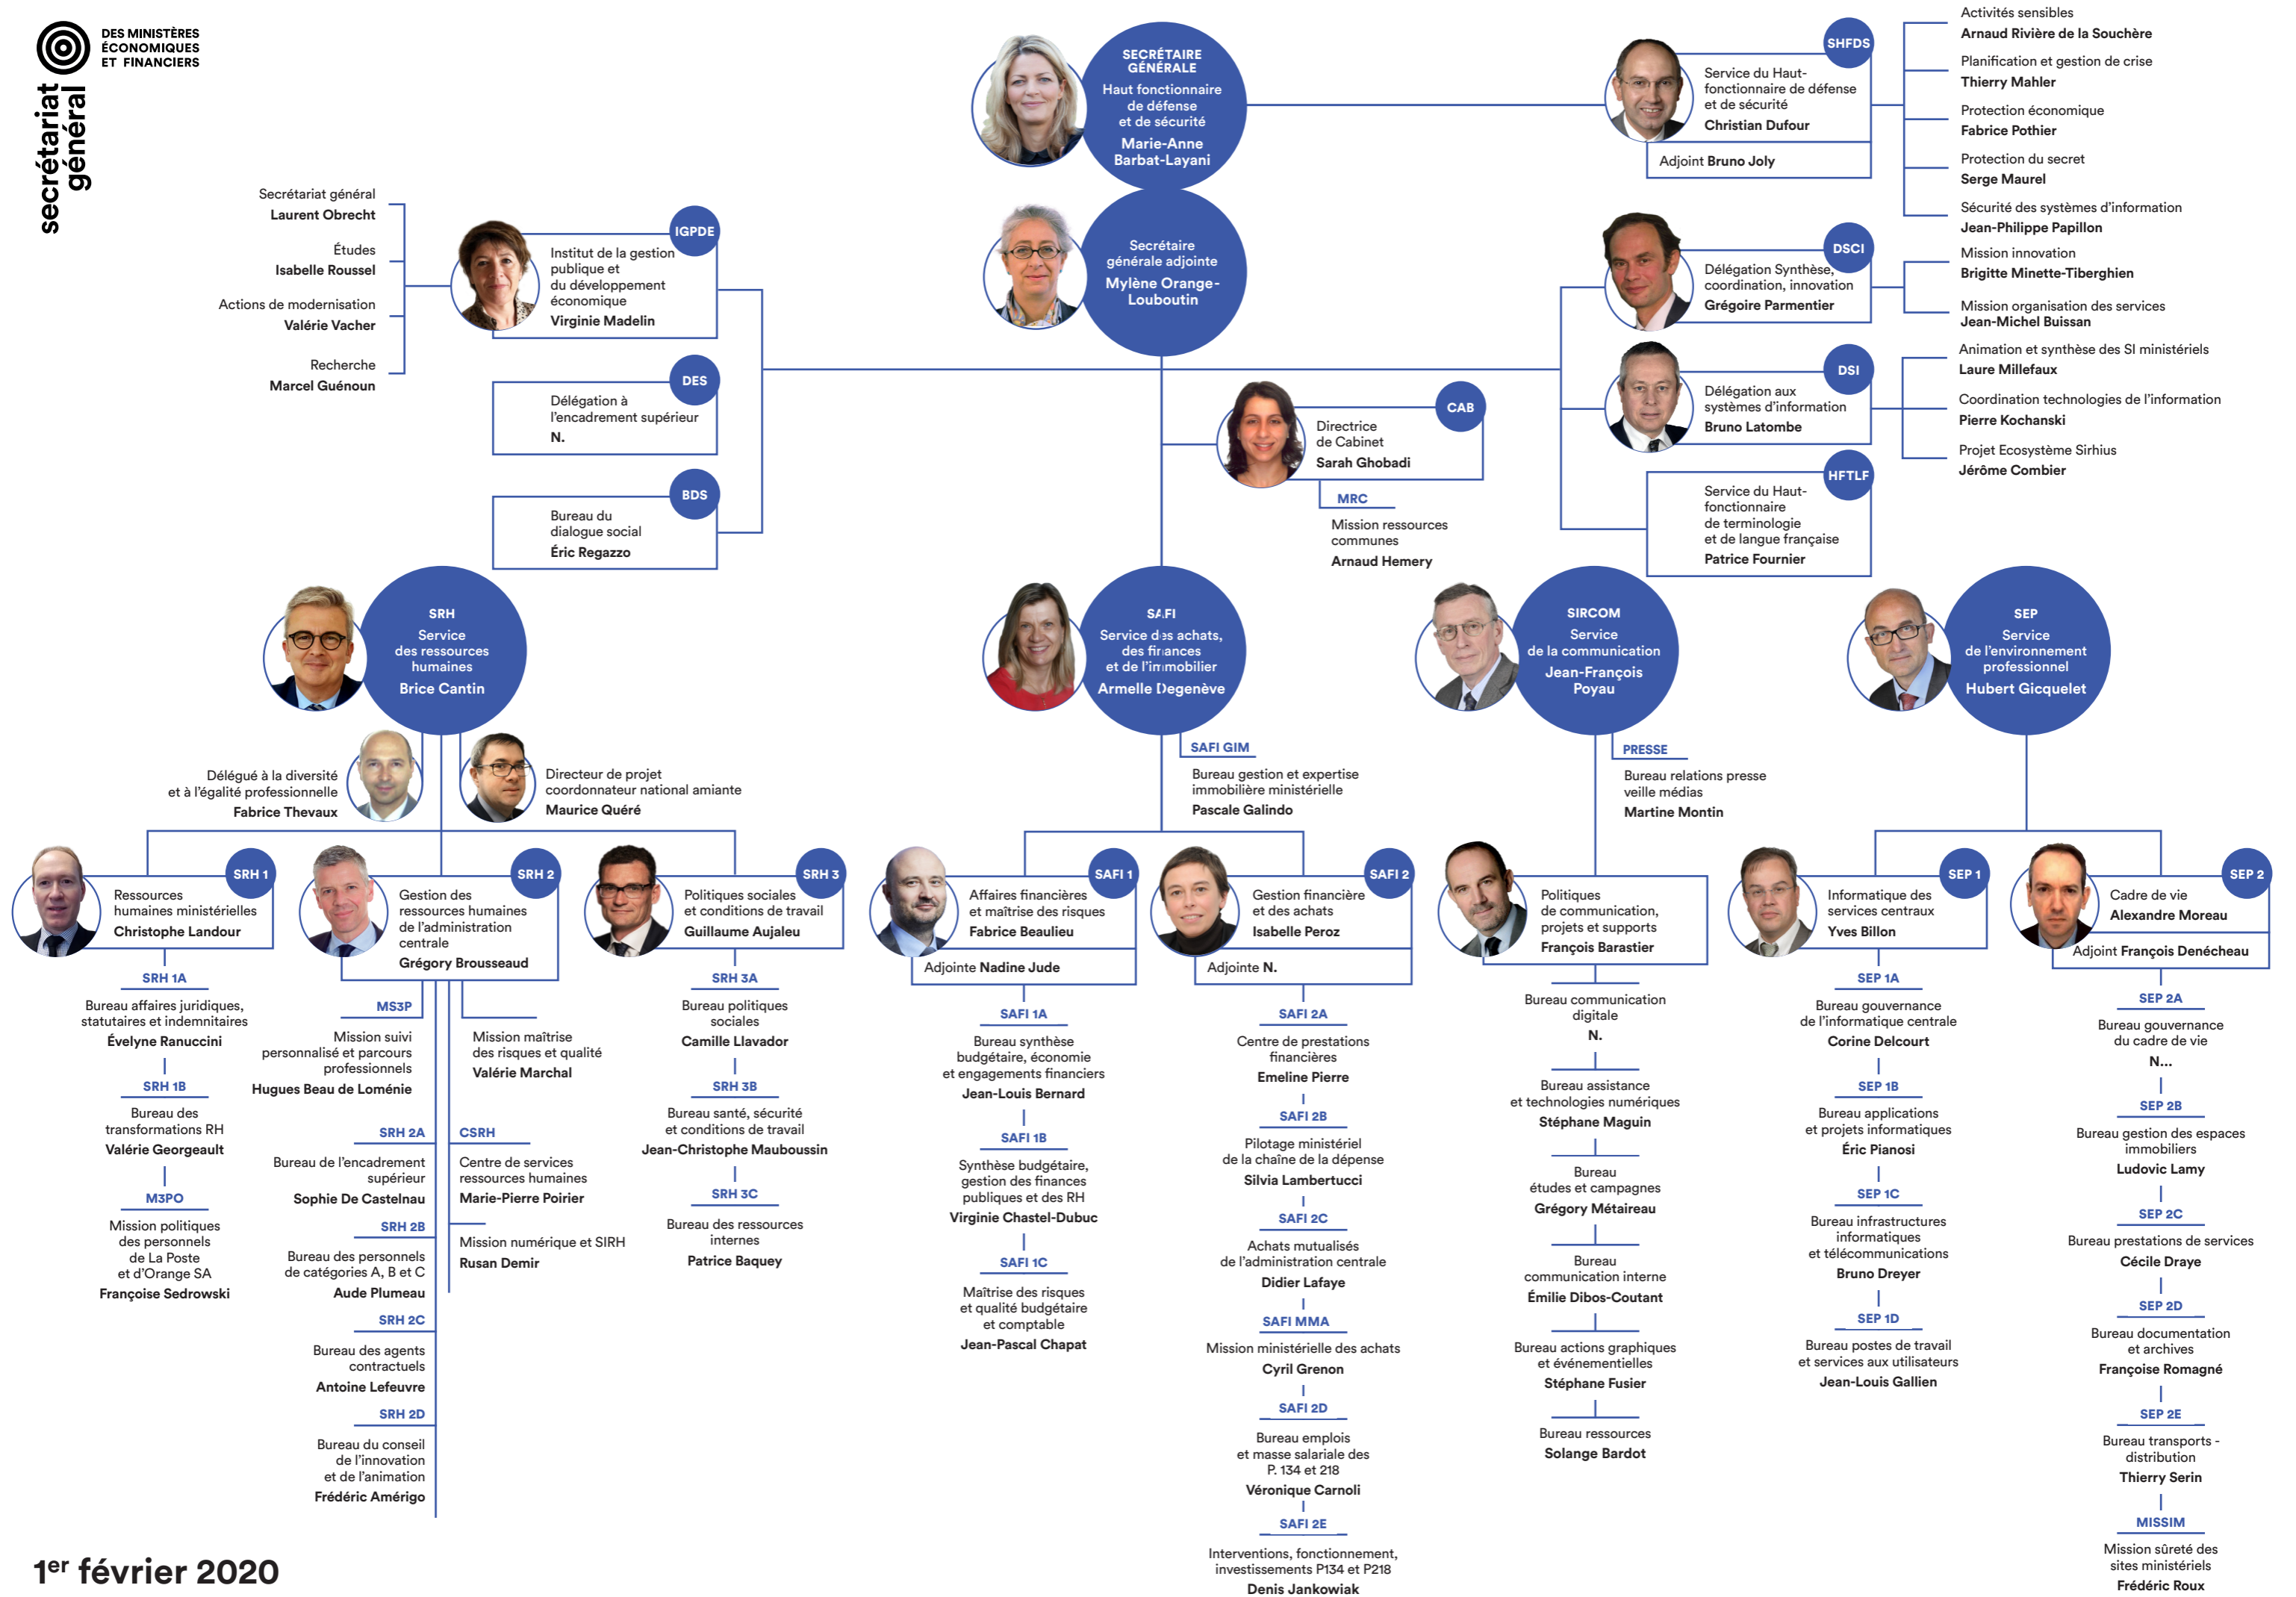 secrétariat
général
DES MINISTÈRES
ÉCONOMIQUES
ET FINANCIERS
SECRÉTAIRE
GÉNÉRALE
Haut fonctionnaire
de défense
et de sécurité
Marie-Anne
Barbat-Layani
Secrétaire
générale adjointe
Mylène Orange-
Louboutin
SHFDS
Service du Haut-
fonctionnaire de défense
et de sécurité
Christian Dufour
Adjoint Bruno Joly
Activités sensibles
Arnaud Rivière de la Souchère
Planification et gestion de crise
Thierry Mahler
Protection économique
Fabrice Pothier
Protection du secret
Serge Maurel
Sécurité des systèmes d'information
Jean-Philippe Papillon
Secrétariat général
Laurent Obrecht
Études
Isabelle Roussel
Actions de modernisation
Valérie Vacher
Recherche
Marcel Guénoun
IGPDE
Institut de la gestion
publique et
du développement
économique
Virginie Madelin
DES
Délégation à
l'encadrement supérieur
N.
BDS
Bureau du
dialogue social
Éric Regazzo
CAB
Directrice
de Cabinet
Sarah Ghobadi
MRC
Mission ressources
communes
Arnaud Hemery
DSCI
Délégation Synthèse,
coordination, innovation
Grégoire Parmentier
Mission innovation
Brigitte Minette-Tiberghien
Mission organisation des services
Jean-Michel Buissan
DSI
Délégation aux
systèmes d'information
Bruno Latombe
Animation et synthèse des SI ministériels
Laure Millefaux
Coordination technologies de l'information
Pierre Kochanski
Projet Ecosystème Sirhius
Jérôme Combier
HFTLF
Service du Haut-
fonctionnaire
de terminologie
et de langue française
Patrice Fournier
SRH
Service
des ressources
humaines
Brice Cantin
Délégué à la diversité
et à l'égalité professionnelle
Fabrice Thevaux
Directeur de projet
coordonnateur national amiante
Maurice Quéré
SRH 1
Ressources
humaines ministérielles
Christophe Landour
SRH 1A
Bureau affaires juridiques,
statutaires et indemnitaires
Évelyne Ranuccini
SRH 1B
Bureau des
transformations RH
Valérie Georgeault
M3PO
Mission politiques
des personnels
de La Poste
et d'Orange SA
Françoise Sedrowski
SRH 2
Gestion des
ressources humaines
de l'administration
centrale
Grégory Brousseaud
MS3P
Mission suivi
personnalisé et parcours
professionnels
Hugues Beau de Loménie
Mission maîtrise
des risques et qualité
Valérie Marchal
SRH 2A
Bureau de l'encadrement
supérieur
Sophie De Castelnau
SRH 2B
Bureau des personnels
de catégories A, B et C
Aude Plumeau
SRH 2C
Bureau des agents
contractuels
Antoine Lefeuvre
SRH 2D
Bureau du conseil
de l'innovation
et de l'animation
Frédéric Amérigo
CSRH
Centre de services
ressources humaines
Marie-Pierre Poirier
Mission numérique et SIRH
Rusan Demir
SRH 3
Politiques sociales
et conditions de travail
Guillaume Aujaleu
SRH 3A
Bureau politiques
sociales
Camille Llavador
SRH 3B
Bureau santé, sécurité
et conditions de travail
Jean-Christophe Mauboussin
SRH 3C
Bureau des ressources
internes
Patrice Baquey
SAFI
Service des achats,
des finances
et de l'immobilier
Armelle Degenève
SAFI GIM
Bureau gestion et expertise
immobilière ministérielle
Pascale Galindo
SAFI 1
Affaires financières
et maîtrise des risques
Fabrice Beaulieu
Adjointe Nadine Jude
SAFI 1A
Bureau synthèse
budgétaire, économie
et engagements financiers
Jean-Louis Bernard
SAFI 1B
Synthèse budgétaire,
gestion des finances
publiques et des RH
Virginie Chastel-Dubuc
SAFI 1C
Maîtrise des risques
et qualité budgétaire
et comptable
Jean-Pascal Chapat
SAFI 2
Gestion financière
et des achats
Isabelle Peroz
Adjointe N.
SAFI 2A
Centre de prestations
financières
Emeline Pierre
SAFI 2B
Pilotage ministériel
de la chaîne de la dépense
Silvia Lambertucci
SAFI 2C
Achats mutualisés
de l'administration centrale
Didier Lafaye
SAFI MMA
Mission ministérielle des achats
Cyril Grenon
SAFI 2D
Bureau emplois
et masse salariale des
P. 134 et 218
Véronique Carnoli
SAFI 2E
Interventions, fonctionnement,
investissements P134 et P218
Denis Jankowiak
SIRCOM
Service
de la communication
Jean-François
Poyau
PRESSE
Bureau relations presse
veille médias
Martine Montin
Politiques
de communication,
projets et supports
François Barastier
Bureau communication
digitale
N.
Bureau assistance
et technologies numériques
Stéphane Maguin
Bureau
études et campagnes
Grégory Métaireau
Bureau
communication interne
Émilie Dibos-Coutant
Bureau actions graphiques
et événementielles
Stéphane Fusier
Bureau ressources
Solange Bardot
SEP
Service
de l'environnement
professionnel
Hubert Gicquelet
SEP 1
Informatique des
services centraux
Yves Billon
SEP 1A
Bureau gouvernance
de l'informatique centrale
Corine Delcourt
SEP 1B
Bureau applications
et projets informatiques
Éric Pianosi
SEP 1C
Bureau infrastructures
informatiques
et télécommunications
Bruno Dreyer
SEP 1D
Bureau postes de travail
et services aux utilisateurs
Jean-Louis Gallien
SEP 2
Cadre de vie
Alexandre Moreau
Adjoint François Denécheau
SEP 2A
Bureau gouvernance
du cadre de vie
N...
SEP 2B
Bureau gestion des espaces
immobiliers
Ludovic Lamy
SEP 2C
Bureau prestations de services
Cécile Draye
SEP 2D
Bureau documentation
et archives
Françoise Romagné
SEP 2E
Bureau transports -
distribution
Thierry Serin
MISSIM
Mission sûreté des
sites ministériels
Frédéric Roux
1er février 2020